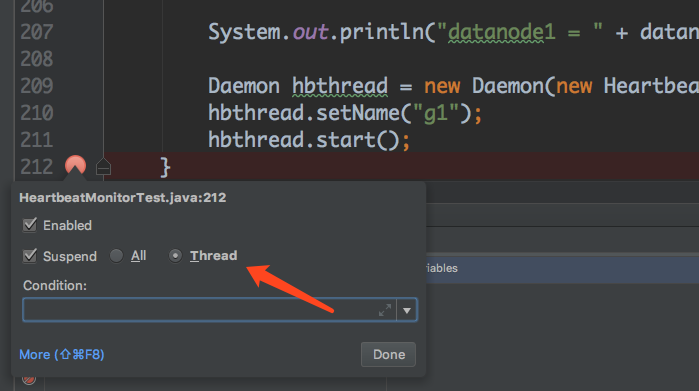 206
207 System.out.println("datanode1 = " + datan
208
209 Daemon hbthread = new Daemon(new Heartbea
210 hbthread.setName("g1");
211 hbthread.start();
212 }
HeartbeatMonitorTest.java:212
Enabled
Suspend All Thread
iables
Condition:
More (⇧⌘F8) Done